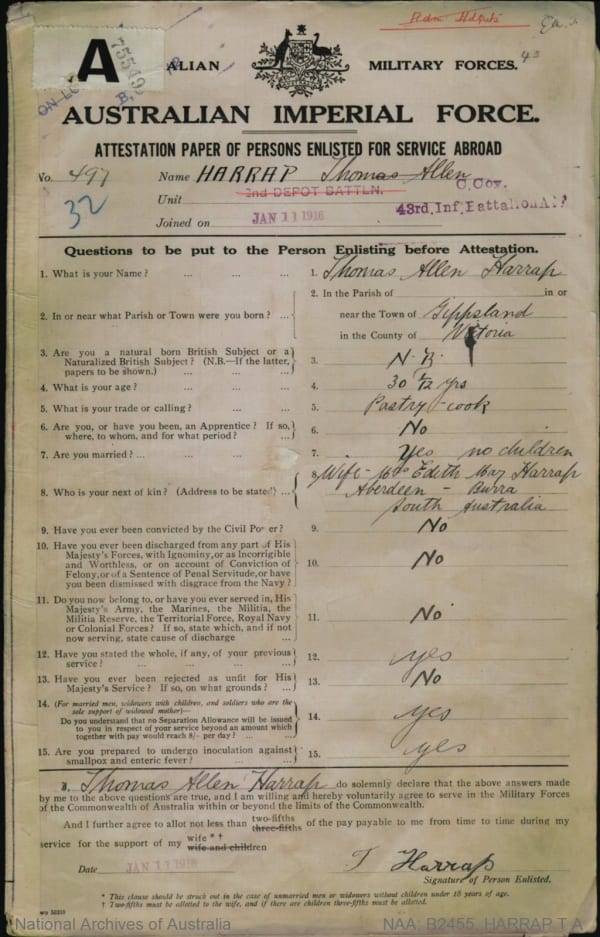 Rdm Hdqrts
A
75549
ALIAN MILITARY FORCES. 43
ON LO
B.
AUSTRALIAN IMPERIAL FORCE.
ATTESTATION PAPER OF PERSONS ENLISTED FOR SERVICE ABROAD
No. 497 Name HARRAP Thomas Allen
32
Unit 2nd DEPOT BATTLN. C.Coy.
43rd. Inf. Battalion A.I.F
Joined on JAN 11 1916
Questions to be put to the Person Enlisting before Attestation.
1. What is your Name? ... ... ... 1. Thomas Allen Harrap
2. In or near what Parish or Town were you born? ... 2. In the Parish of in or
near the Town of Gippsland
in the County of Victoria
3. Are you a natural born British Subject or a
Naturalized British Subject? (N.B.—If the latter,
papers to be shown.) ... ... 3. N. B.
4. What is your age? ... ... ... 4. 30 /12 yrs
5. What is your trade or calling? ... ... 5. Pastry-cook
6. Are you, or have you been, an Apprentice? If so,
where, to whom, and for what period? ... 6. No
7. Are you married? ... ... ... ... 7. Yes no children
8. Who is your next of kin? (Address to be stated) ... 8. Wife - Mrs Edith May Harrap
Aberdeen - Burra
South Australia
9. Have you ever been convicted by the Civil Power? 9. No
10. Have you ever been discharged from any part of His
Majesty's Forces, with Ignominy, or as Incorrigible
and Worthless, or on account of Conviction of
Felony, or of a Sentence of Penal Servitude, or have
you been dismissed with disgrace from the Navy? 10. No
11. Do you now belong to, or have you ever served in, His
Majesty's Army, the Marines, the Militia, the
Militia Reserve, the Territorial Force, Royal Navy
or Colonial Forces? If so, state which, and if not
now serving, state cause of discharge ... 11. No
12. Have you stated the whole, if any, of your previous
service? ... ... ... ... 12. yes
13. Have you ever been rejected as unfit for His
Majesty's Service? If so, on what grounds? ... 13. No
14. (For married men, widowers with children, and soldiers who are the
sole support of widowed mother)—
Do you understand that no Separation Allowance will be issued
to you in respect of your service beyond an amount which
together with pay would reach 8/- per day? ... ... 14. yes
15. Are you prepared to undergo inoculation against
smallpox and enteric fever? ... ... 15. yes
I, Thomas Allen Harrap do solemnly declare that the above answers made
by me to the above questions are true, and I am willing and hereby voluntarily agree to serve in the Military Forces
of the Commonwealth of Australia within or beyond the limits of the Commonwealth.
And I further agree to allot not less than two-fifths three-fifths of the pay payable to me from time to time during my
service for the support of my wife *† wife and children
Date JAN 11 1916 T Harrap
Signature of Person Enlisted.
* This clause should be struck out in the case of unmarried men or widowers without children under 18 years of age.
† Two-fifths must be allotted to the wife, and if there are children three-fifths must be allotted.
National Archives of Australia NAA: B2455, HARRAP T A